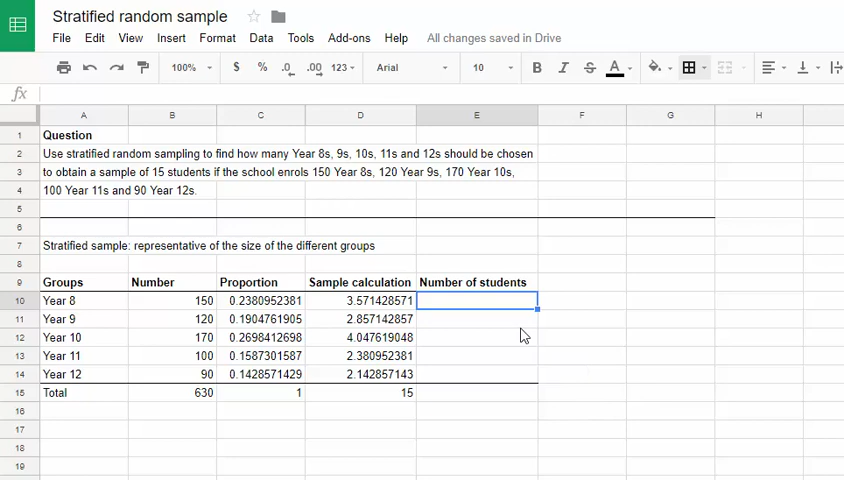 Stratified random sample
File Edit View Insert Format Data Tools Add-ons Help All changes saved in Drive
100% $ % .0 .00 123 Arial 10 B I S A
fx
A B C D E F G H
1 Question
2 Use stratified random sampling to find how many Year 8s, 9s, 10s, 11s and 12s should be chosen
3 to obtain a sample of 15 students if the school enrols 150 Year 8s, 120 Year 9s, 170 Year 10s,
4 100 Year 11s and 90 Year 12s.
5
6
7 Stratified sample: representative of the size of the different groups
8
9 Groups Number Proportion Sample calculation Number of students
10 Year 8 150 0.2380952381 3.571428571
11 Year 9 120 0.1904761905 2.857142857
12 Year 10 170 0.2698412698 4.047619048
13 Year 11 100 0.1587301587 2.380952381
14 Year 12 90 0.1428571429 2.142857143
15 Total 630 1 15
16
17
18
19